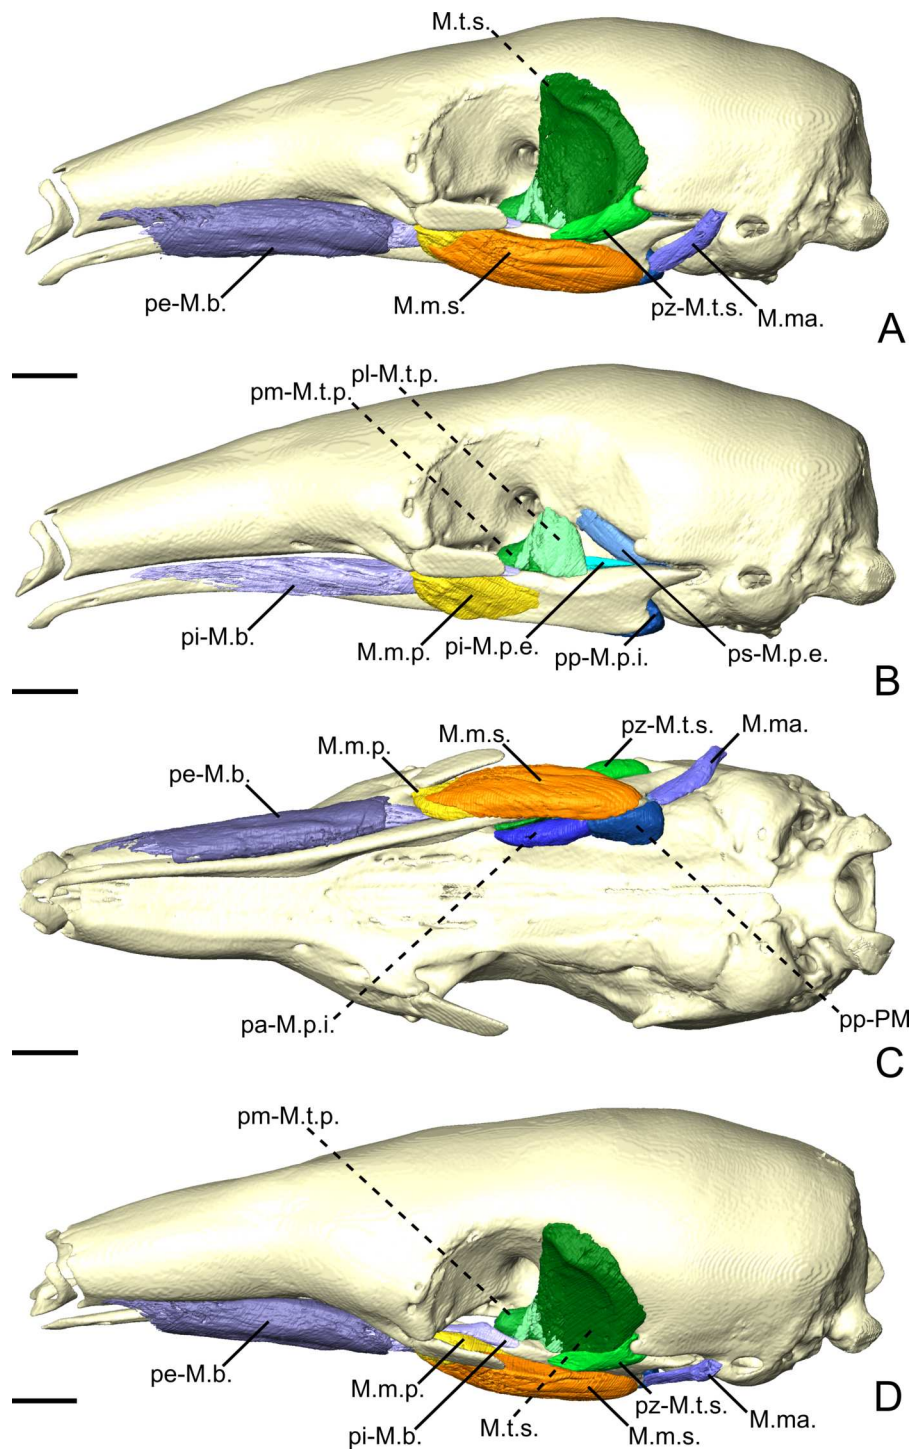 M.t.s.
pe-M.b.
M.m.s.
pz-M.t.s.
M.ma.
A
pl-M.t.p.
pm-M.t.p.
pi-M.b.
M.m.p.
pi-M.p.e.
pp-M.p.i.
ps-M.p.e.
B
M.ma.
pz-M.t.s.
M.m.s.
M.m.p.
pe-M.b.
pa-M.p.i.
pp-PM
C
pm-M.t.p.
pe-M.b.
M.m.p.
pi-M.b.
M.t.s.
M.m.s.
pz-M.t.s.
M.ma.
D